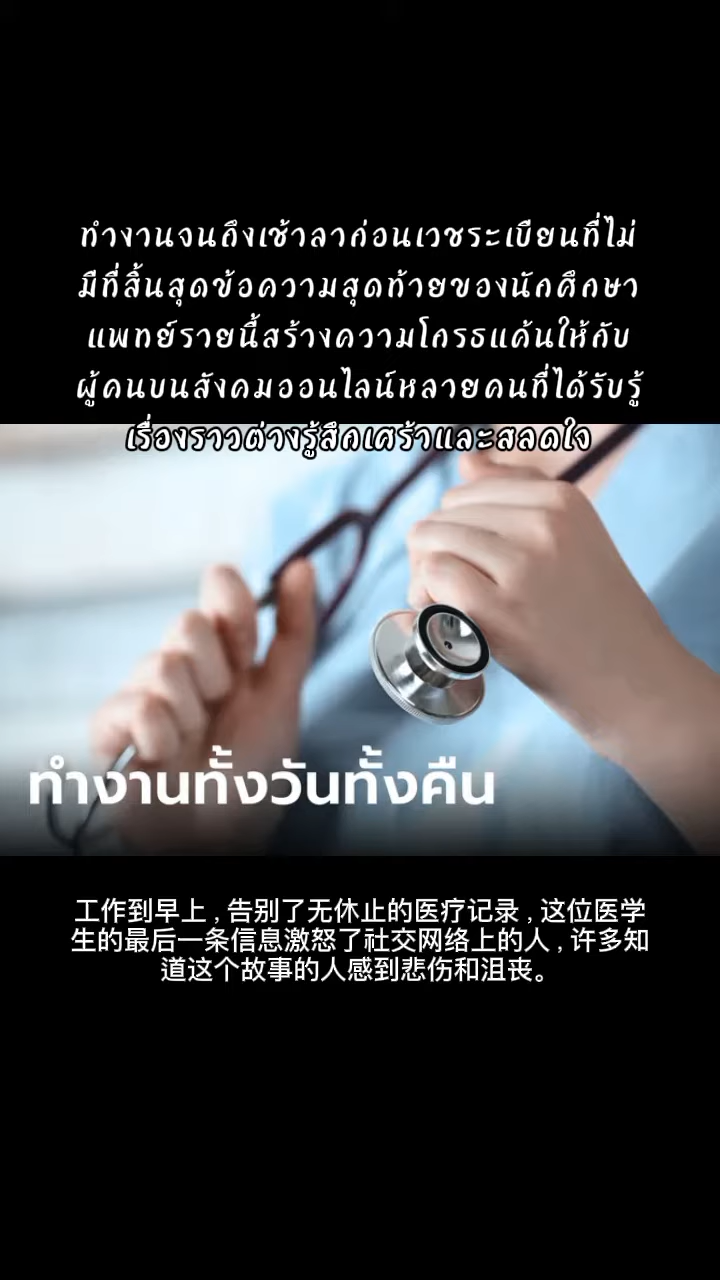 ทำงานจนถึงเช้าลาก่อนเวชระเบียนที่ไม่
มีที่สิ้นสุดข้อความสุดท้ายของนักศึกษา
แพทย์รายนี้สร้างความโกรธแค้นให้กับ
ผู้คนบนสังคมออนไลน์หลายคนที่ได้รับรู้
เรื่องราวต่างรู้สึกเศร้าและสลดใจ
ทำงานทั้งวันทั้งคืน
工作到早上,告别了无休止的医疗记录,这位医学
生的最后一条信息激怒了社交网络上的人,许多知
道这个故事的人感到悲伤和沮丧。